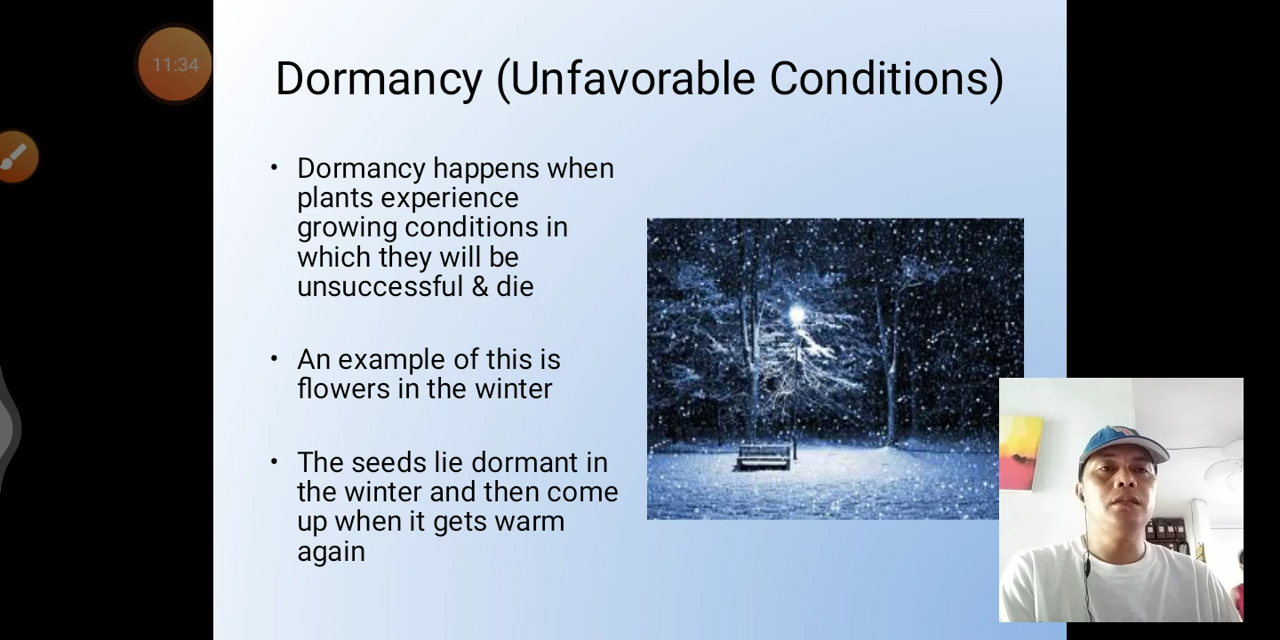 11:34
Dormancy (Unfavorable Conditions)
• Dormancy happens when
plants experience
growing conditions in
which they will be
unsuccessful & die
• An example of this is
flowers in the winter
• The seeds lie dormant in
the winter and then come
up when it gets warm
again